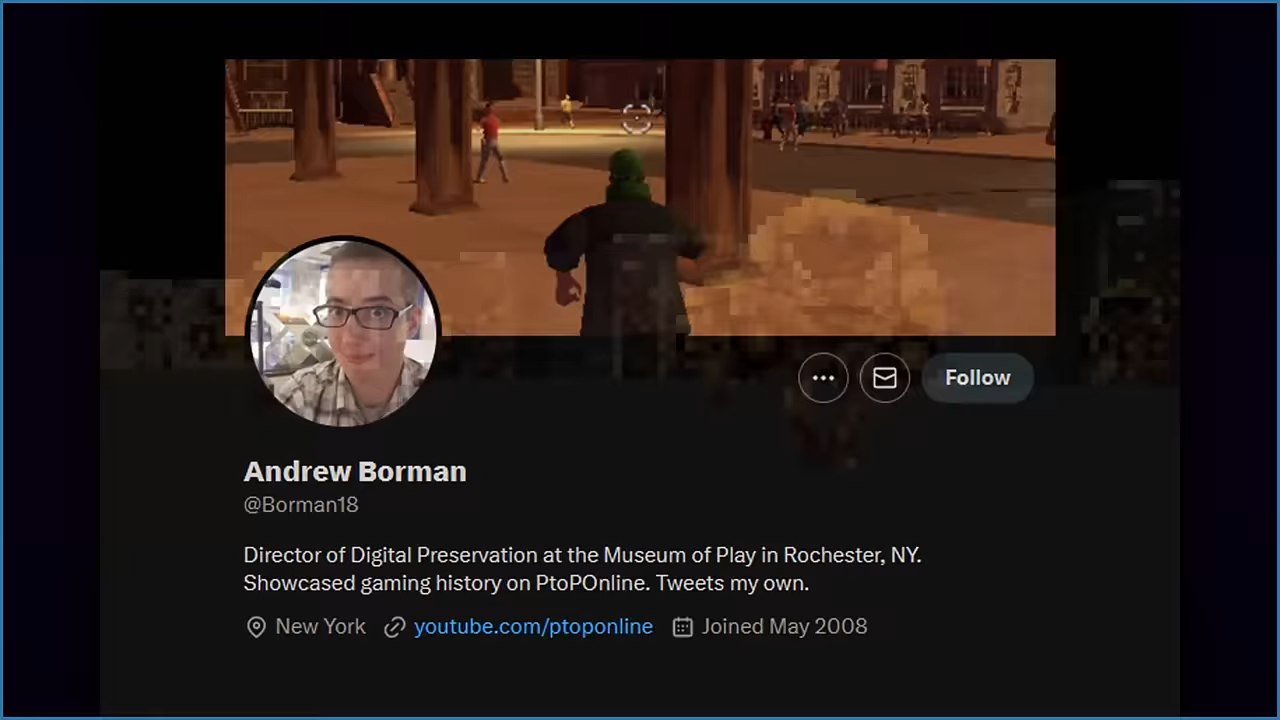 Follow
Andrew Borman
@Borman18
Director of Digital Preservation at the Museum of Play in Rochester, NY.
Showcased gaming history on PtoPOnline. Tweets my own.
New York youtube.com/ptoponline Joined May 2008